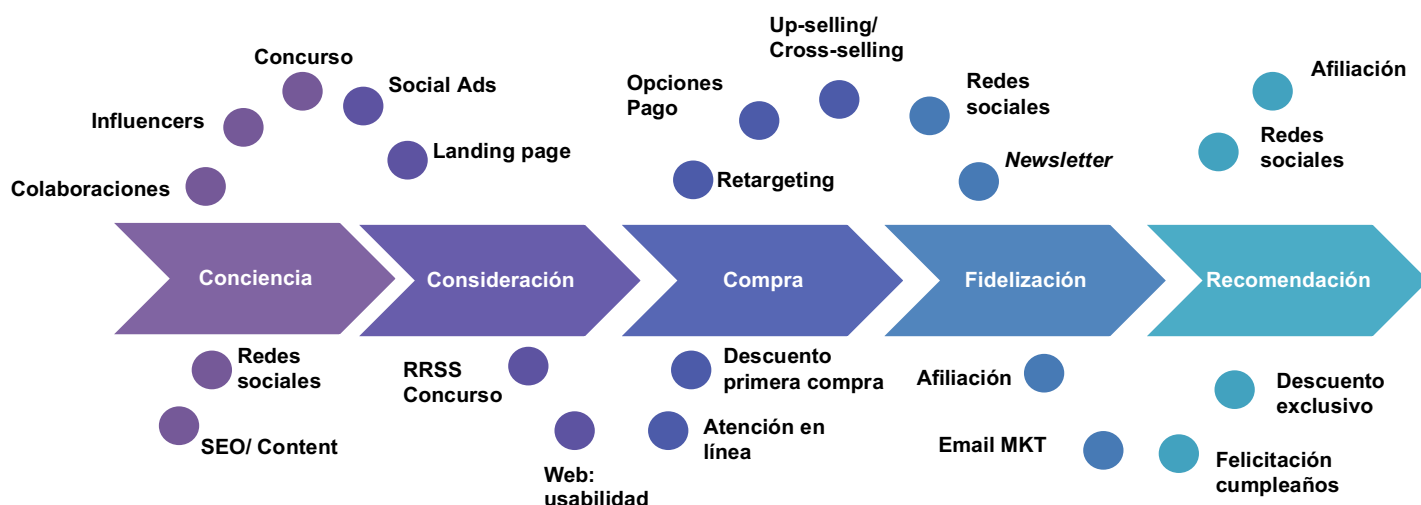 Up-selling/
Cross-selling
Concurso
Social Ads
Influencers
Landing page
Colaboraciones
Opciones
Pago
Redes
sociales
Retargeting
Newsletter
Afiliación
Redes
sociales
Conciencia
Consideración
Compra
Fidelización
Recomendación
Redes
sociales
SEO/ Content
RRSS
Concurso
Web:
usabilidad
Descuento
primera compra
Atención en
línea
Afiliación
Email MKT
Descuento
exclusivo
Felicitación
cumpleaños